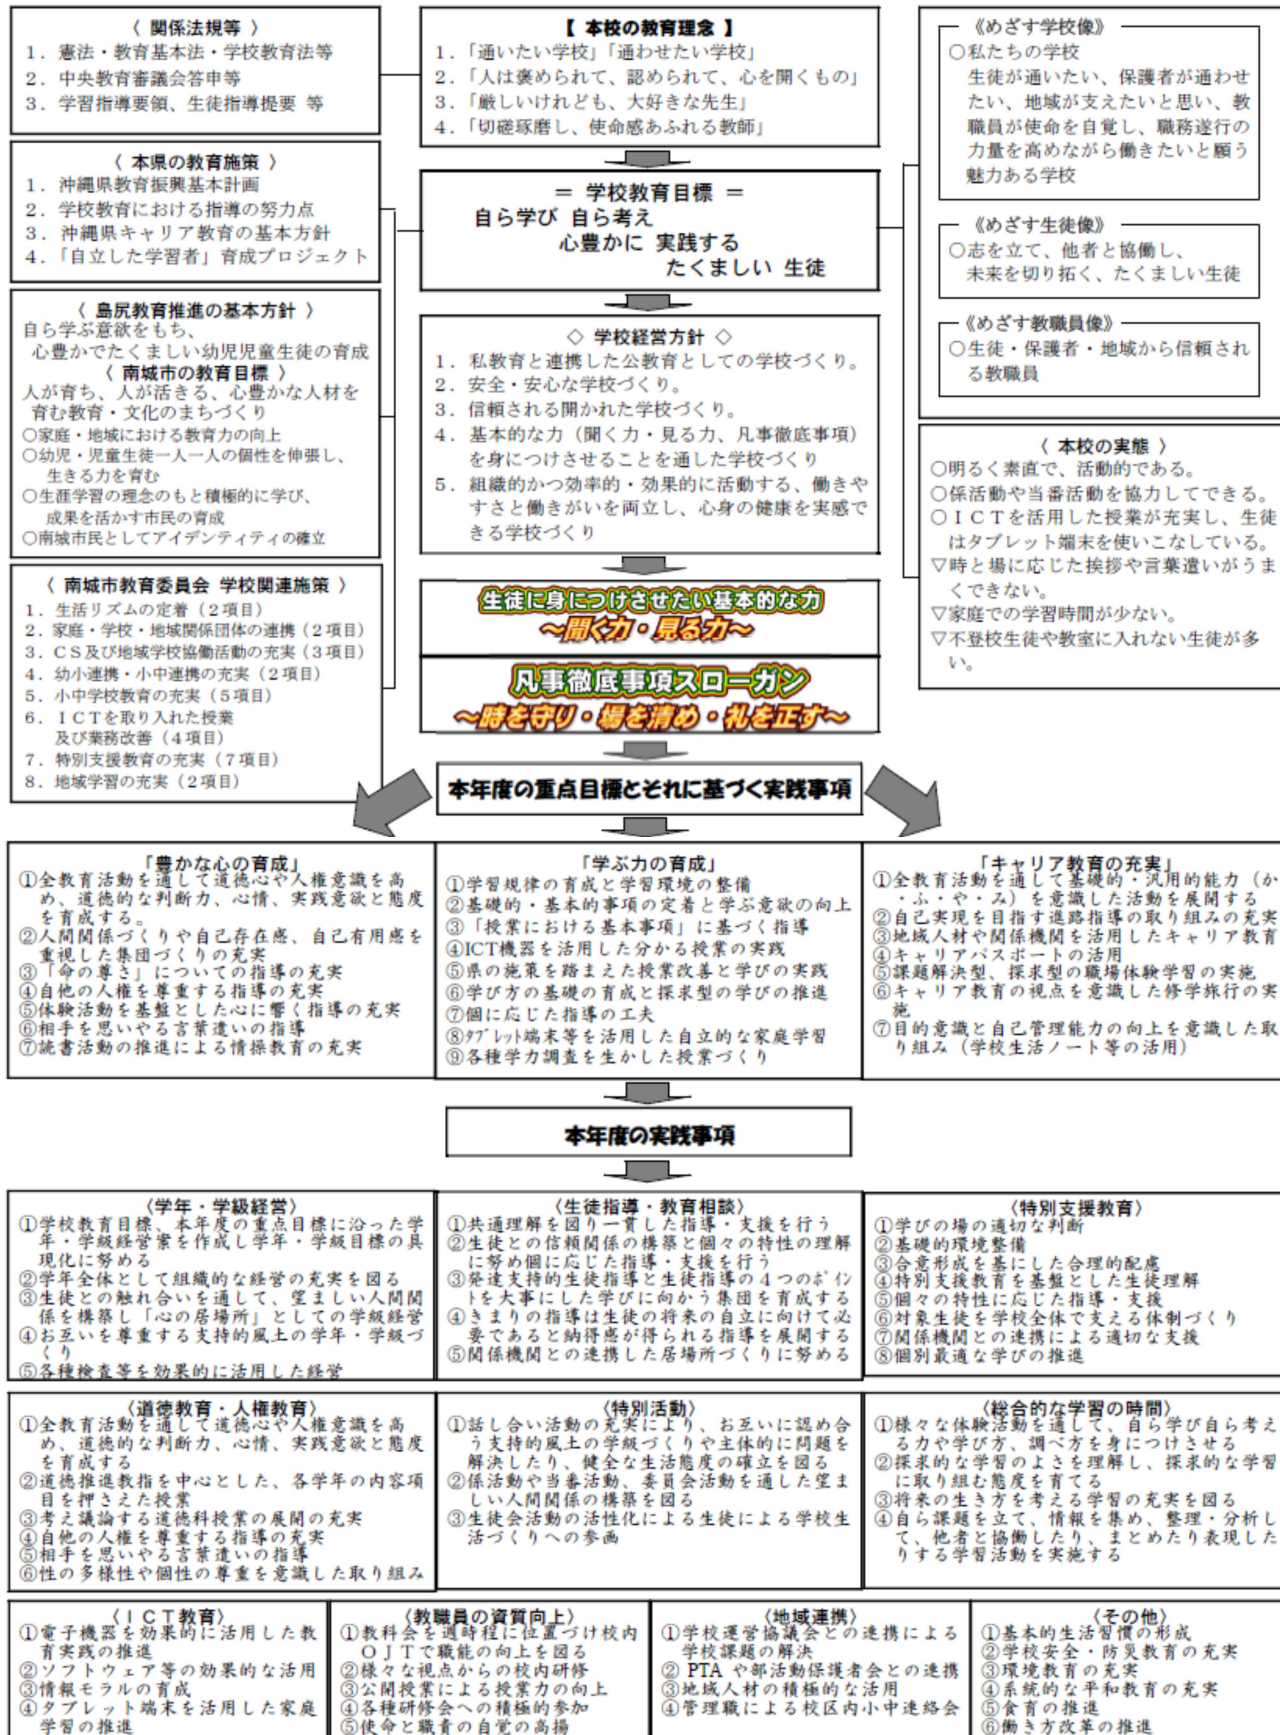 〈 関係法規等 〉
1．憲法・教育基本法・学校教育法等
2．中央教育審議会答申等
3．学習指導要領、生徒指導提要 等
【 本校の教育理念 】
1．「通いたい学校」「通わせたい学校」
2．「人は褒められて、認められて、心を開くもの」
3．「厳しいけれども、大好きな先生」
4．「切磋琢磨し、使命感あふれる教師」
《めざす学校像》
○私たちの学校
生徒が通いたい、保護者が通わせ
たい、地域が支えたいと思い、教
職員が使命を自覚し、職務遂行の
力量を高めながら働きたいと願う
魅力ある学校
〈 本県の教育施策 〉
1．沖縄県教育振興基本計画
2．学校教育における指導の努力点
3．沖縄県キャリア教育の基本方針
4．「自立した学習者」育成プロジェクト
＝ 学校教育目標 ＝
自ら学び 自ら考え
心豊かに 実践する
たくましい 生徒
《めざす生徒像》
○志を立て、他者と協働し、
未来を切り拓く、たくましい生徒
《めざす教職員像》
○生徒・保護者・地域から信頼され
る教職員
〈 島尻教育推進の基本方針 〉
自ら学ぶ意欲をもち、
心豊かでたくましい幼児児童生徒の育成
〈 南城市の教育目標 〉
人が育ち、人が活きる、心豊かな人材を
育む教育・文化のまちづくり
○家庭・地域における教育力の向上
○幼児・児童生徒一人一人の個性を伸張し、
生きる力を育む
○生涯学習の理念のもと積極的に学び、
成果を活かす市民の育成
○南城市民としてアイデンティティの確立
◇ 学校経営方針 ◇
1．私教育と連携した公教育としての学校づくり。
2．安全・安心な学校づくり。
3．信頼される開かれた学校づくり。
4．基本的な力（聞く力・見る力、凡事徹底事項）
を身につけさせることを通した学校づくり
5．組織的かつ効率的・効果的に活動する、働きや
すさと働きがいを両立し、心身の健康を実感で
きる学校づくり
〈 本校の実態 〉
○明るく素直で、活動的である。
○係活動や当番活動を協力してできる。
○ＩＣＴを活用した授業が充実し、生徒
はタブレット端末を使いこなしている。
▽時と場に応じた挨拶や言葉遣いがうま
くできない。
▽家庭での学習時間が少ない。
▽不登校生徒や教室に入れない生徒が多
い。
〈 南城市教育委員会 学校関連施策 〉
1．生活リズムの定着（２項目）
2．家庭・学校・地域関係団体の連携（２項目）
3．ＣＳ及び地域学校協働活動の充実（３項目）
4．幼小連携・小中連携の充実（２項目）
5．小中学校教育の充実（５項目）
6．ＩＣＴを取り入れた授業
及び業務改善（４項目）
7．特別支援教育の充実（７項目）
8．地域学習の充実（２項目）
生徒に身につけさせたい基本的な力
～聞く力・見る力～
凡事徹底事項スローガン
～時を守り・場を清め・礼を正す～
本年度の重点目標とそれに基づく実践事項
「豊かな心の育成」
①全教育活動を通して道徳心や人権意識を高
め、道徳的な判断力、心情、実践意欲と態度
を育成する。
②人間関係づくりや自己存在感、自己有用感を
重視した集団づくりの充実
③「命の尊さ」についての指導の充実
④自他の人権を尊重する指導の充実
⑤体験活動を基盤とした心に響く指導の充実
⑥相手を思いやる言葉遣いの指導
⑦読書活動の推進による情操教育の充実
「学ぶ力の育成」
①学習規律の育成と学習環境の整備
②基礎的・基本的事項の定着と学ぶ意欲の向上
③「授業における基本事項」に基づく指導
④ICT機器を活用した分かる授業の実践
⑤県の施策を踏まえた授業改善と学びの実践
⑥学び方の基礎の育成と探求型の学びの推進
⑦個に応じた指導の工夫
⑧ﾀﾌﾞﾚｯﾄ端末等を活用した自立的な家庭学習
⑨各種学力調査を生かした授業づくり
「キャリア教育の充実」
①全教育活動を通して基礎的・汎用的能力（か
・ふ・や・み）を意識した活動を展開する
②自己実現を目指す進路指導の取り組みの充実
③地域人材や関係機関を活用したキャリア教育
④キャリアパスポートの活用
⑤課題解決型、探求型の職場体験学習の実施
⑥キャリア教育の視点を意識した修学旅行の実
施
⑦目的意識と自己管理能力の向上を意識した取
り組み（学校生活ノート等の活用）
本年度の実践事項
〈学年・学級経営〉
①学校教育目標、本年度の重点目標に沿った学
年・学級経営案を作成し学年・学級目標の具
現化に努める
②学年全体として組織的な経営の充実を図る
③生徒との触れ合いを通して、望ましい人間関
係を構築し「心の居場所」としての学級経営
④お互いを尊重する支持的風土の学年・学級づ
くり
⑤各種検査等を効果的に活用した経営
〈生徒指導・教育相談〉
①共通理解を図り一貫した指導・支援を行う
②生徒との信頼関係の構築と個々の特性の理解
に努め個に応じた指導・支援を行う
③発達支持的生徒指導と生徒指導の４つのﾎﾟｲﾝ
ﾄを大事にした学びに向かう集団を育成する
④きまりの指導は生徒の将来の自立に向けて必
要であると納得感が得られる指導を展開する
⑤関係機関との連携した居場所づくりに努める
〈特別支援教育〉
①学びの場の適切な判断
②基礎的環境整備
③合意形成を基にした合理的配慮
④特別支援教育を基盤とした生徒理解
⑤個々の特性に応じた指導・支援
⑥対象生徒を学校全体で支える体制づくり
⑦関係機関との連携による適切な支援
⑧個別最適な学びの推進
〈道徳教育・人権教育〉
①全教育活動を通して道徳心や人権意識を高
め、道徳的な判断力、心情、実践意欲と態度
を育成する
②道徳推進教指を中心とした、各学年の内容項
目を押さえた授業
③考え議論する道徳科授業の展開の充実
④自他の人権を尊重する指導の充実
⑤相手を思いやる言葉遣いの指導
⑥性の多様性や個性の尊重を意識した取り組み
〈特別活動〉
①話し合い活動の充実により、お互いに認め合
う支持的風土の学級づくりや主体的に問題を
解決したり、健全な生活態度の確立を図る
②係活動や当番活動、委員会活動を通した望ま
しい人間関係の構築を図る
③生徒会活動の活性化による生徒による学校生
活づくりへの参画
〈総合的な学習の時間〉
①様々な体験活動を通して、自ら学び自ら考え
る力や学び方、調べ方を身につけさせる
②探求的な学習のよさを理解し、探求的な学習
に取り組む態度を育てる
③将来の生き方を考える学習の充実を図る
④自ら課題を立て、情報を集め、整理・分析し
て、他者と協働したり、まとめたり表現した
りする学習活動を実施する
〈ＩＣＴ教育〉
①電子機器を効果的に活用した教
育実践の推進
②ソフトウェア等の効果的な活用
③情報モラルの育成
④タブレット端末を活用した家庭
学習の推進
〈教職員の資質向上〉
①教科会を週時程に位置づけ校内
ＯＪＴで職能の向上を図る
②様々な視点からの校内研修
③公開授業による授業力の向上
④各種研修会への積極的参加
⑤使命と職責の自覚の高揚
〈地域連携〉
①学校運営協議会との連携による
学校課題の解決
②PTAや部活動保護者会との連携
③地域人材の積極的な活用
④管理職による校区内小中連絡会
〈その他〉
①基本的生活習慣の形成
②学校安全・防災教育の充実
③環境教育の充実
④系統的な平和教育の充実
⑤食育の推進
⑥働き方改革の推進